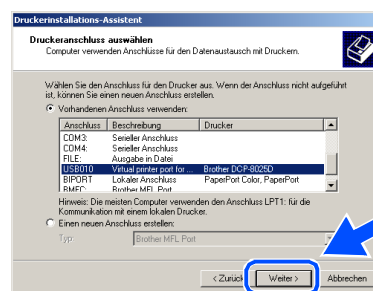 Druckerinstallations-Assistent
Druckeranschluss auswählen
Computer verwenden Anschlüsse für den Datenaustausch mit Druckern.
Wählen Sie den Anschluss für den Drucker aus. Wenn der Anschluss nicht aufgeführt
ist, können Sie einen neuen Anschluss erstellen.
Vorhandenen Anschluss verwenden:
Anschluss Beschreibung Drucker
COM3: Serieller Anschluss
COM4: Serieller Anschluss
FILE: Ausgabe in Datei
USB010 Virtual printer port for ... Brother DCP-8025D
BIPORT Lokaler Anschluss PaperPort Color, PaperPort
BMFC: Brother MFL Port
Hinweis: Die meisten Computer verwenden den Anschluss LPT1: für die
Kommunikation mit einem lokalen Drucker.
Einen neuen Anschluss erstellen:
Typ: Brother MFL Port
< Zurück Weiter > Abbrechen